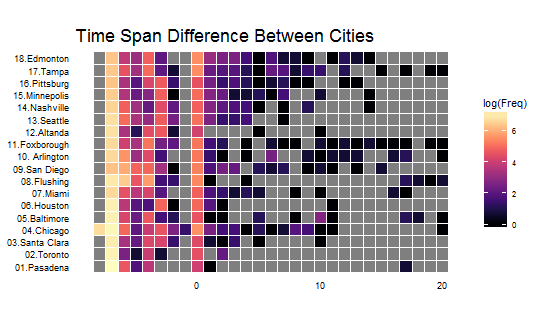 Time Span Difference Between Cities
18.Edmonton
17.Tampa
16.Pittsburg
15.Minnepolis
14.Nashville
13.Seattle
12.Altanda
11.Foxborough
10. Arlington
09.San Diego
08.Flushing
07.Miami
06.Houston
05.Baltimore
04.Chicago
03.Santa Clara
02.Toronto
01.Pasadena
0 10 20
log(Freq)
6
4
2
0